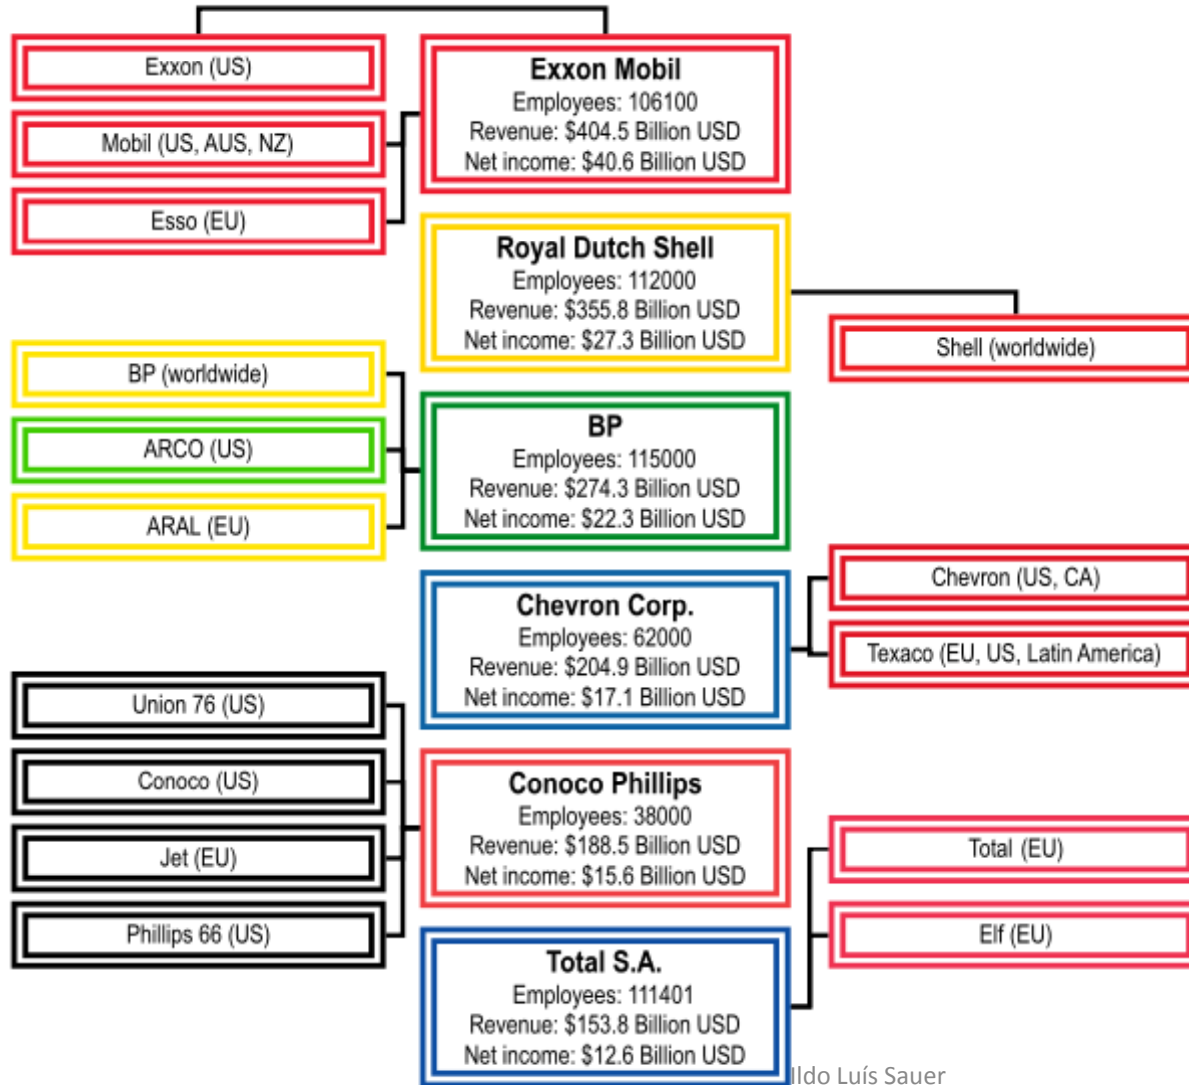 Exxon (US)
Mobil (US, AUS, NZ)
Esso (EU)
Exxon Mobil
Employees: 106100
Revenue: $404.5 Billion USD
Net income: $40.6 Billion USD
Royal Dutch Shell
Employees: 112000
Revenue: $355.8 Billion USD
Net income: $27.3 Billion USD
Shell (worldwide)
BP (worldwide)
ARCO (US)
ARAL (EU)
BP
Employees: 115000
Revenue: $274.3 Billion USD
Net income: $22.3 Billion USD
Chevron Corp.
Employees: 62000
Revenue: $204.9 Billion USD
Net income: $17.1 Billion USD
Chevron (US, CA)
Texaco (EU, US, Latin America)
Union 76 (US)
Conoco (US)
Jet (EU)
Phillips 66 (US)
Conoco Phillips
Employees: 38000
Revenue: $188.5 Billion USD
Net income: $15.6 Billion USD
Total (EU)
Elf (EU)
Total S.A.
Employees: 111401
Revenue: $153.8 Billion USD
Net income: $12.6 Billion USD
Ildo Luís Sauer